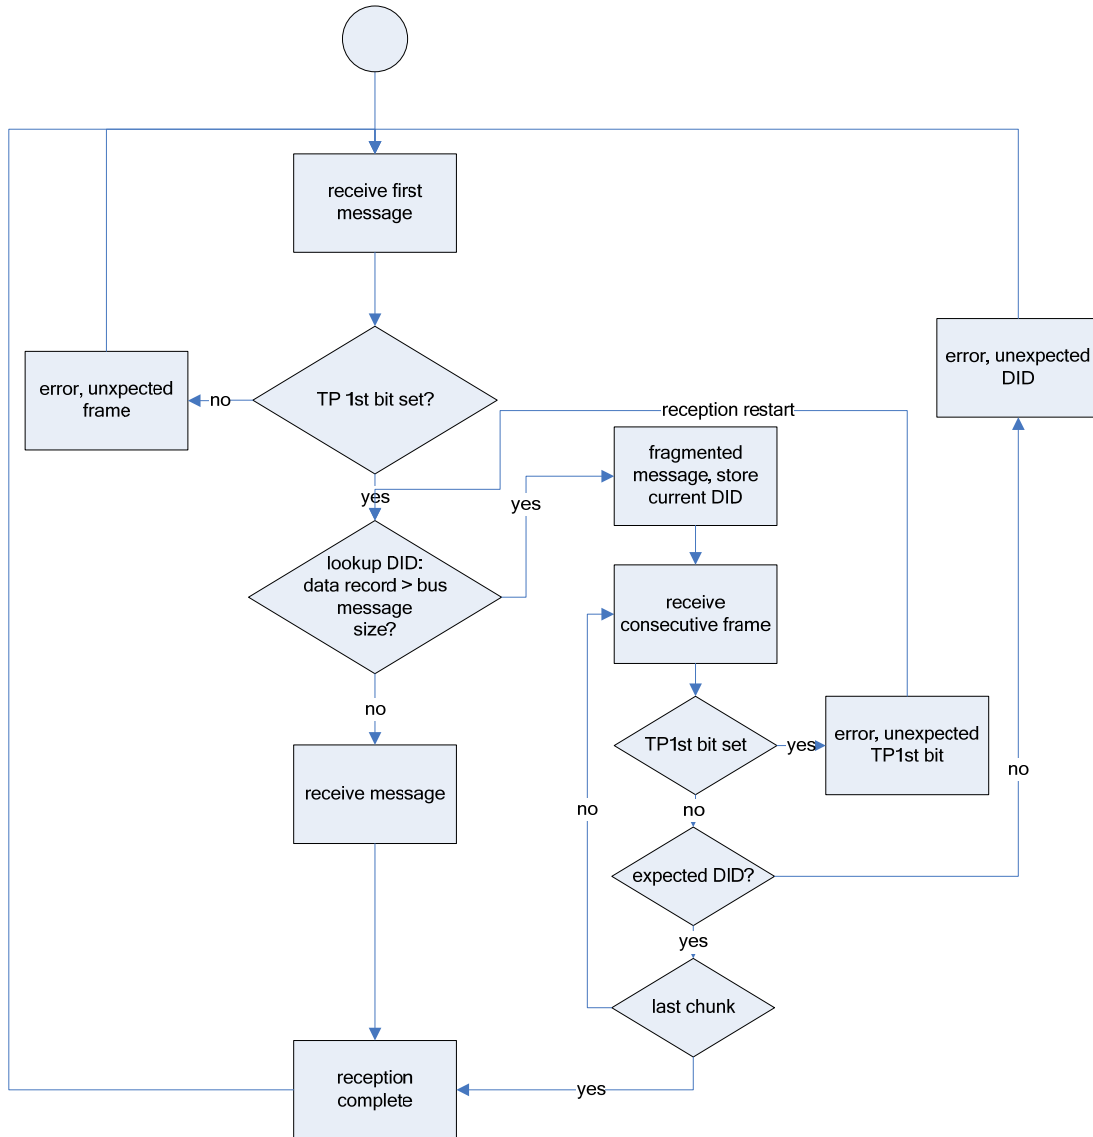 receive first
message
error, unexpected
DID
error, unxpected
frame
no
TP 1st bit set?
reception restart
fragmented
message, store
current DID
yes
yes
lookup DID:
data record > bus
message
size?
receive
consecutive frame
no
TP1st bit set
yes
error, unexpected
TP1st bit
no
receive message
no
no
expected DID?
yes
last chunk
reception
complete
yes